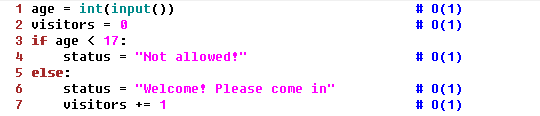 1 age = int(input()) # O(1)
2 visitors = 0 # O(1)
3 if age < 17:
4     status = "Not allowed!" # O(1)
5 else:
6     status = "Welcome! Please come in" # O(1)
7     visitors += 1 # O(1)